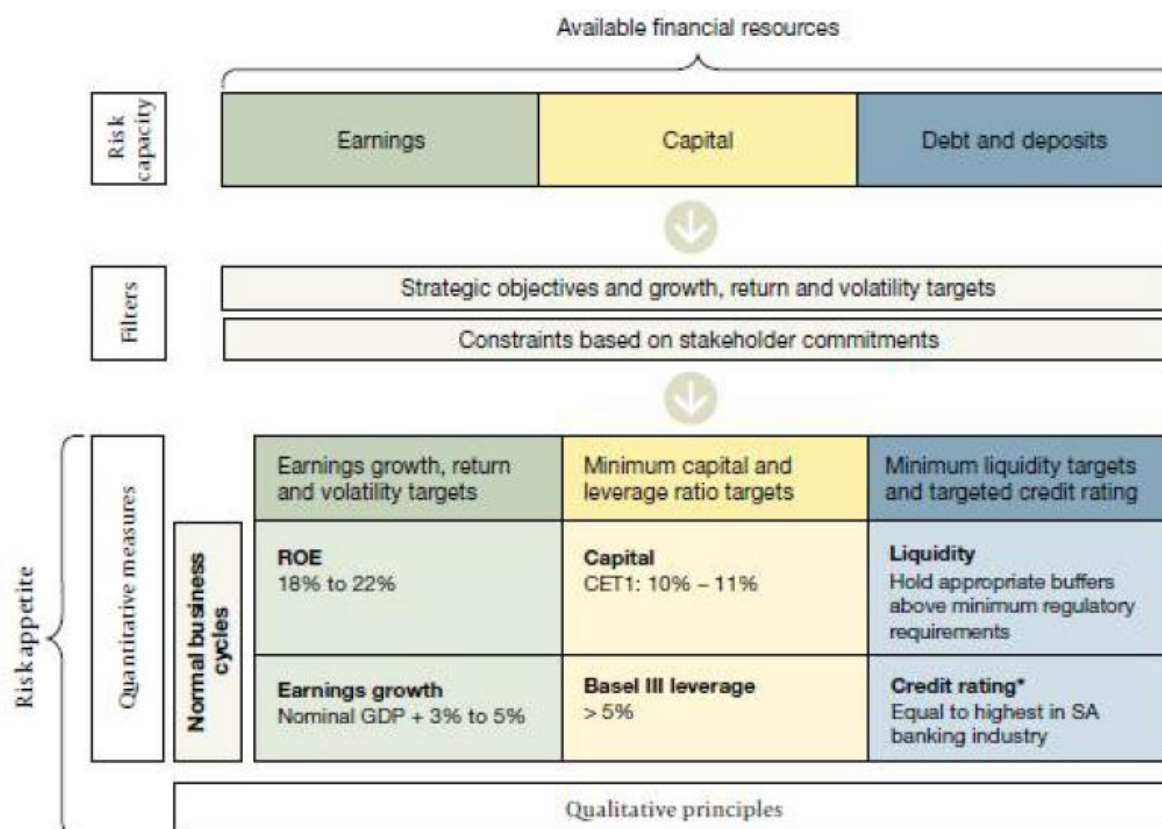 Available financial resources
Risk
capacity
Earnings
Capital
Debt and deposits
Filters
Strategic objectives and growth, return and volatility targets
Constraints based on stakeholder commitments
Risk appetite
Quantitative measures
Earnings growth, return
and volatility targets
Minimum capital and
leverage ratio targets
Minimum liquidity targets
and targeted credit rating
Normal business
cycles
ROE
18% to 22%
Capital
CET1: 10% – 11%
Liquidity
Hold appropriate buffers
above minimum regulatory
requirements
Earnings growth
Nominal GDP + 3% to 5%
Basel III leverage
> 5%
Credit rating*
Equal to highest in SA
banking industry
Qualitative principles